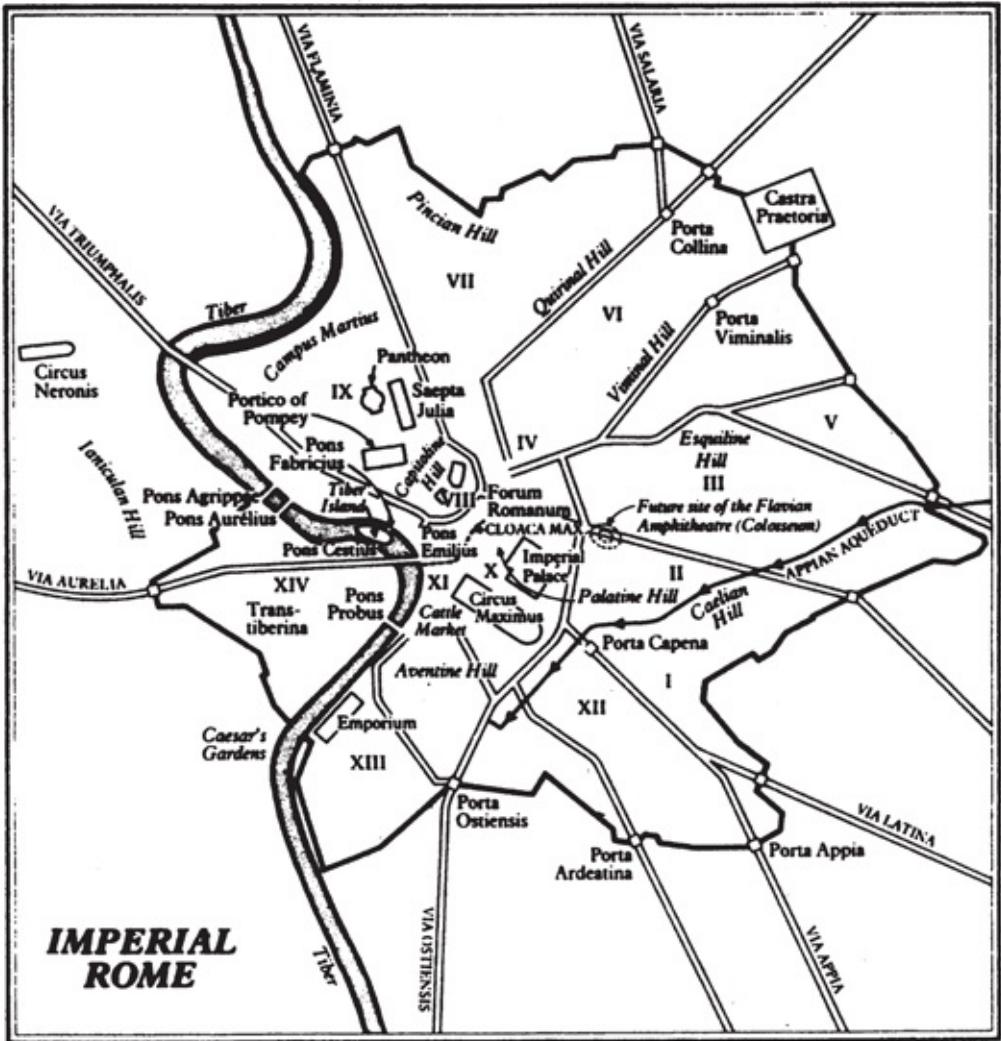 VIA FLAMINIA
VIA SALARIA
Castra
Praetoria
Pincian Hill
Porta
Collina
VIA TRIUMPHALIS
VII
Quirinal Hill
Tiber
VI
Porta
Viminalis
Viminal Hill
Campus Martius
Circus
Neronis
Pantheon
IX
Saepta
Julia
Portico of
Pompey
V
Pons
Fabricius
Capitoline
Hill
IV
Esquiline
Hill
III
Ianiculan Hill
Tiber
Island
VIII
Forum
Romanum
Pons Agrippae
Pons Aurélius
Future site of the Flavian
Amphitheatre (Colosseum)
CLOACA MAX
Pons
Emilius
Pons Cestius
Imperial
Palace
APPIAN AQUEDUCT
VIA AURELIA
XIV
XI
X
II
Trans-
tiberina
Pons
Probus
Cattle
Market
Circus
Maximus
Palatine Hill
Caelian
Hill
Porta Capena
Aventine Hill
I
XII
Caesar's
Gardens
Emporium
XIII
Porta
Ostiensis
VIA LATINA
Porta
Ardeatina
Porta Appia
IMPERIAL
ROME
Tiber
VIA OSTIENSIS
VIA APPIA